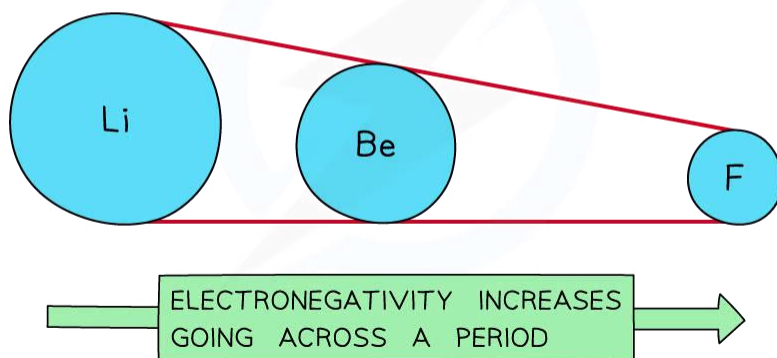 Li
Be
F
ELECTRONEGATIVITY INCREASES
GOING ACROSS A PERIOD